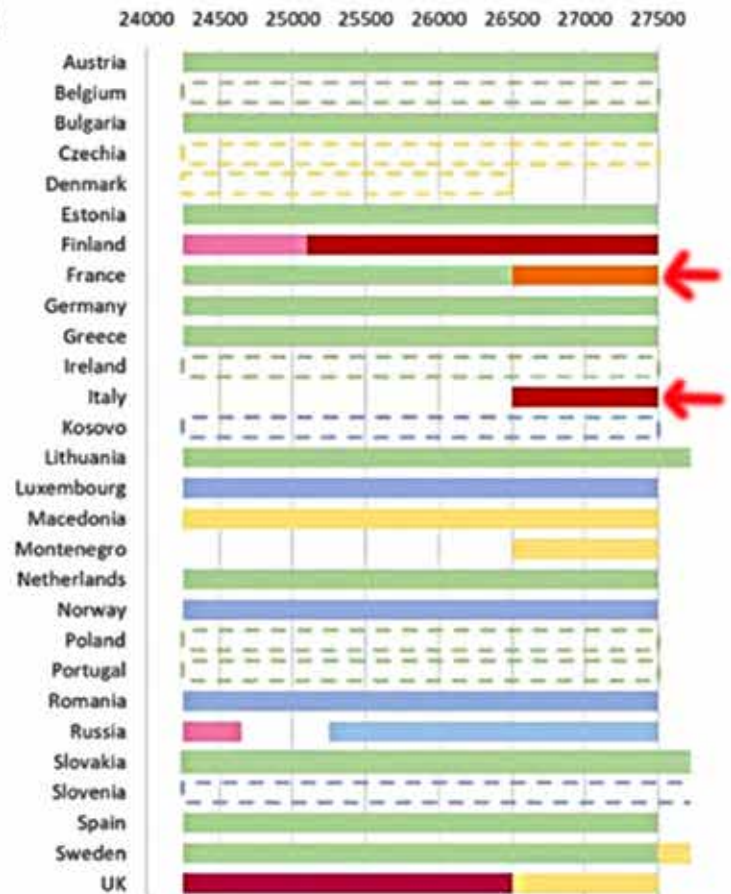 24000 24500 25000 25500 26000 26500 27000 27500
Austria
Belgium
Bulgaria
Czechia
Denmark
Estonia
Finland
France
Germany
Greece
Ireland
Italy
Kosovo
Lithuania
Luxembourg
Macedonia
Montenegro
Netherlands
Norway
Poland
Portugal
Romania
Russia
Slovakia
Slovenia
Spain
Sweden
UK